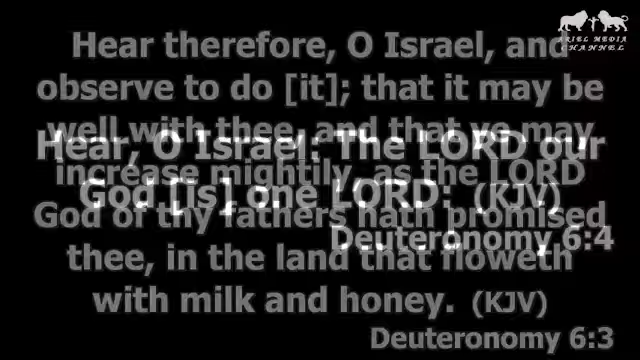 ARIEL MEDIA
CHANNEL
Hear therefore, O Israel, and
observe to do [it]; that it may be
well with thee, and that ye may
increase mightily, as the LORD
God of thy fathers hath promised
thee, in the land that floweth
with milk and honey. (KJV)
Deuteronomy 6:3
Hear, O Israel: The LORD our
God [is] one LORD: (KJV)
Deuteronomy 6:4